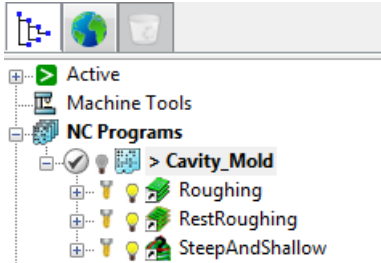 Active
Machine Tools
NC Programs
> Cavity_Mold
Roughing
RestRoughing
SteepAndShallow